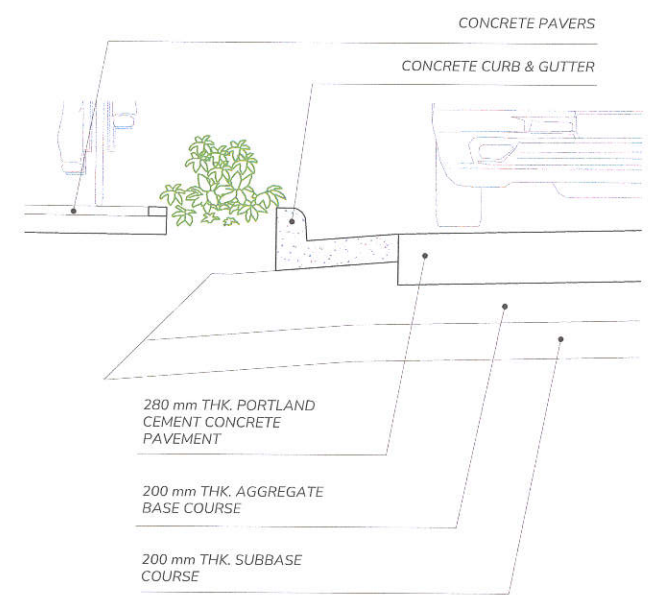 CONCRETE PAVERS
CONCRETE CURB & GUTTER
280 mm THK. PORTLAND
CEMENT CONCRETE
PAVEMENT
200 mm THK. AGGREGATE
BASE COURSE
200 mm THK. SUBBASE
COURSE